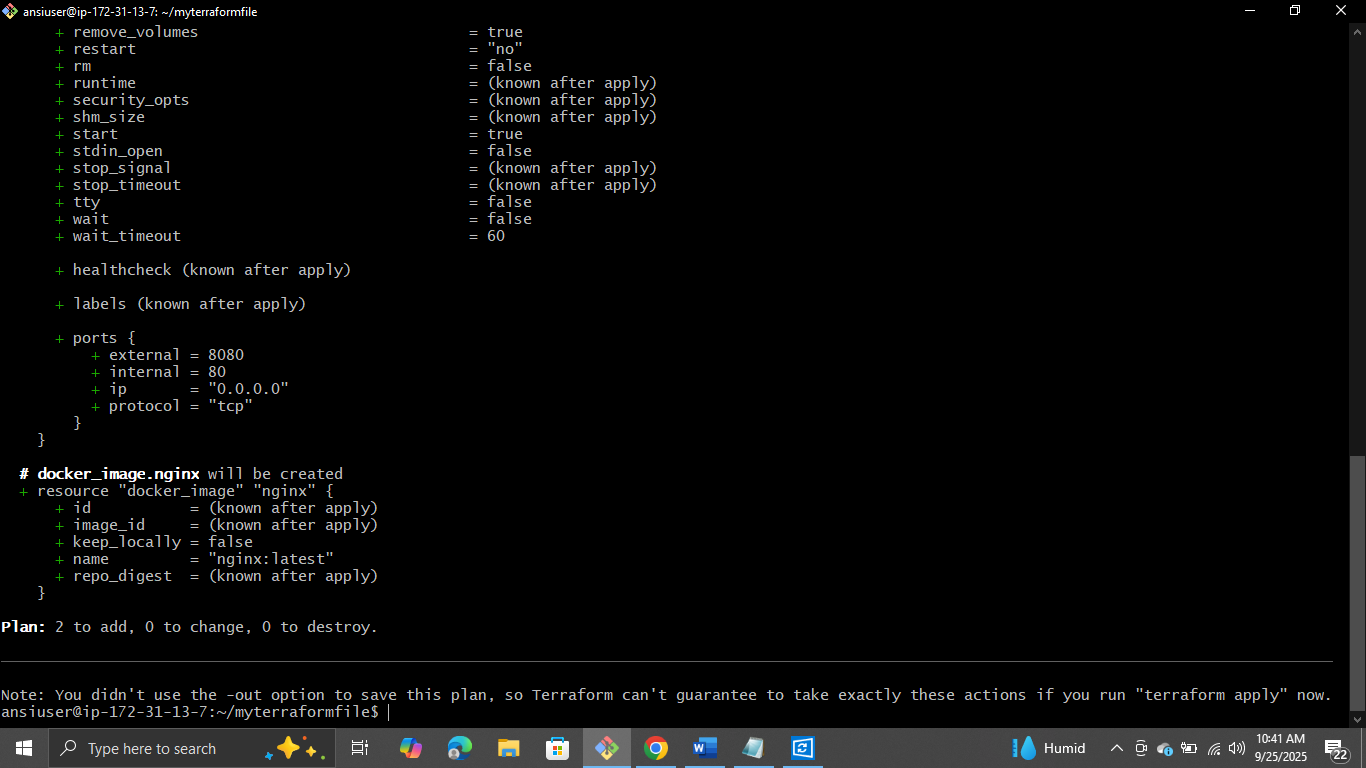 ansiuser@ip-172-31-13-7: ~/myterraformfile
+ remove_volumes = true
+ restart = "no"
+ rm = false
+ runtime = (known after apply)
+ security_opts = (known after apply)
+ shm_size = (known after apply)
+ start = true
+ stdin_open = false
+ stop_signal = (known after apply)
+ stop_timeout = (known after apply)
+ tty = false
+ wait = false
+ wait_timeout = 60
+ healthcheck (known after apply)
+ labels (known after apply)
+ ports {
+ external = 8080
+ internal = 80
+ ip = "0.0.0.0"
+ protocol = "tcp"
}
}
# docker_image.nginx will be created
+ resource "docker_image" "nginx" {
+ id = (known after apply)
+ image_id = (known after apply)
+ keep_locally = false
+ name = "nginx:latest"
+ repo_digest = (known after apply)
}
Plan: 2 to add, 0 to change, 0 to destroy.
Note: You didn't use the -out option to save this plan, so Terraform can't guarantee to take exactly these actions if you run "terraform apply" now.
ansiuser@ip-172-31-13-7:~/myterraformfile$
Type here to search
Humid
10:41 AM
9/25/2025
22